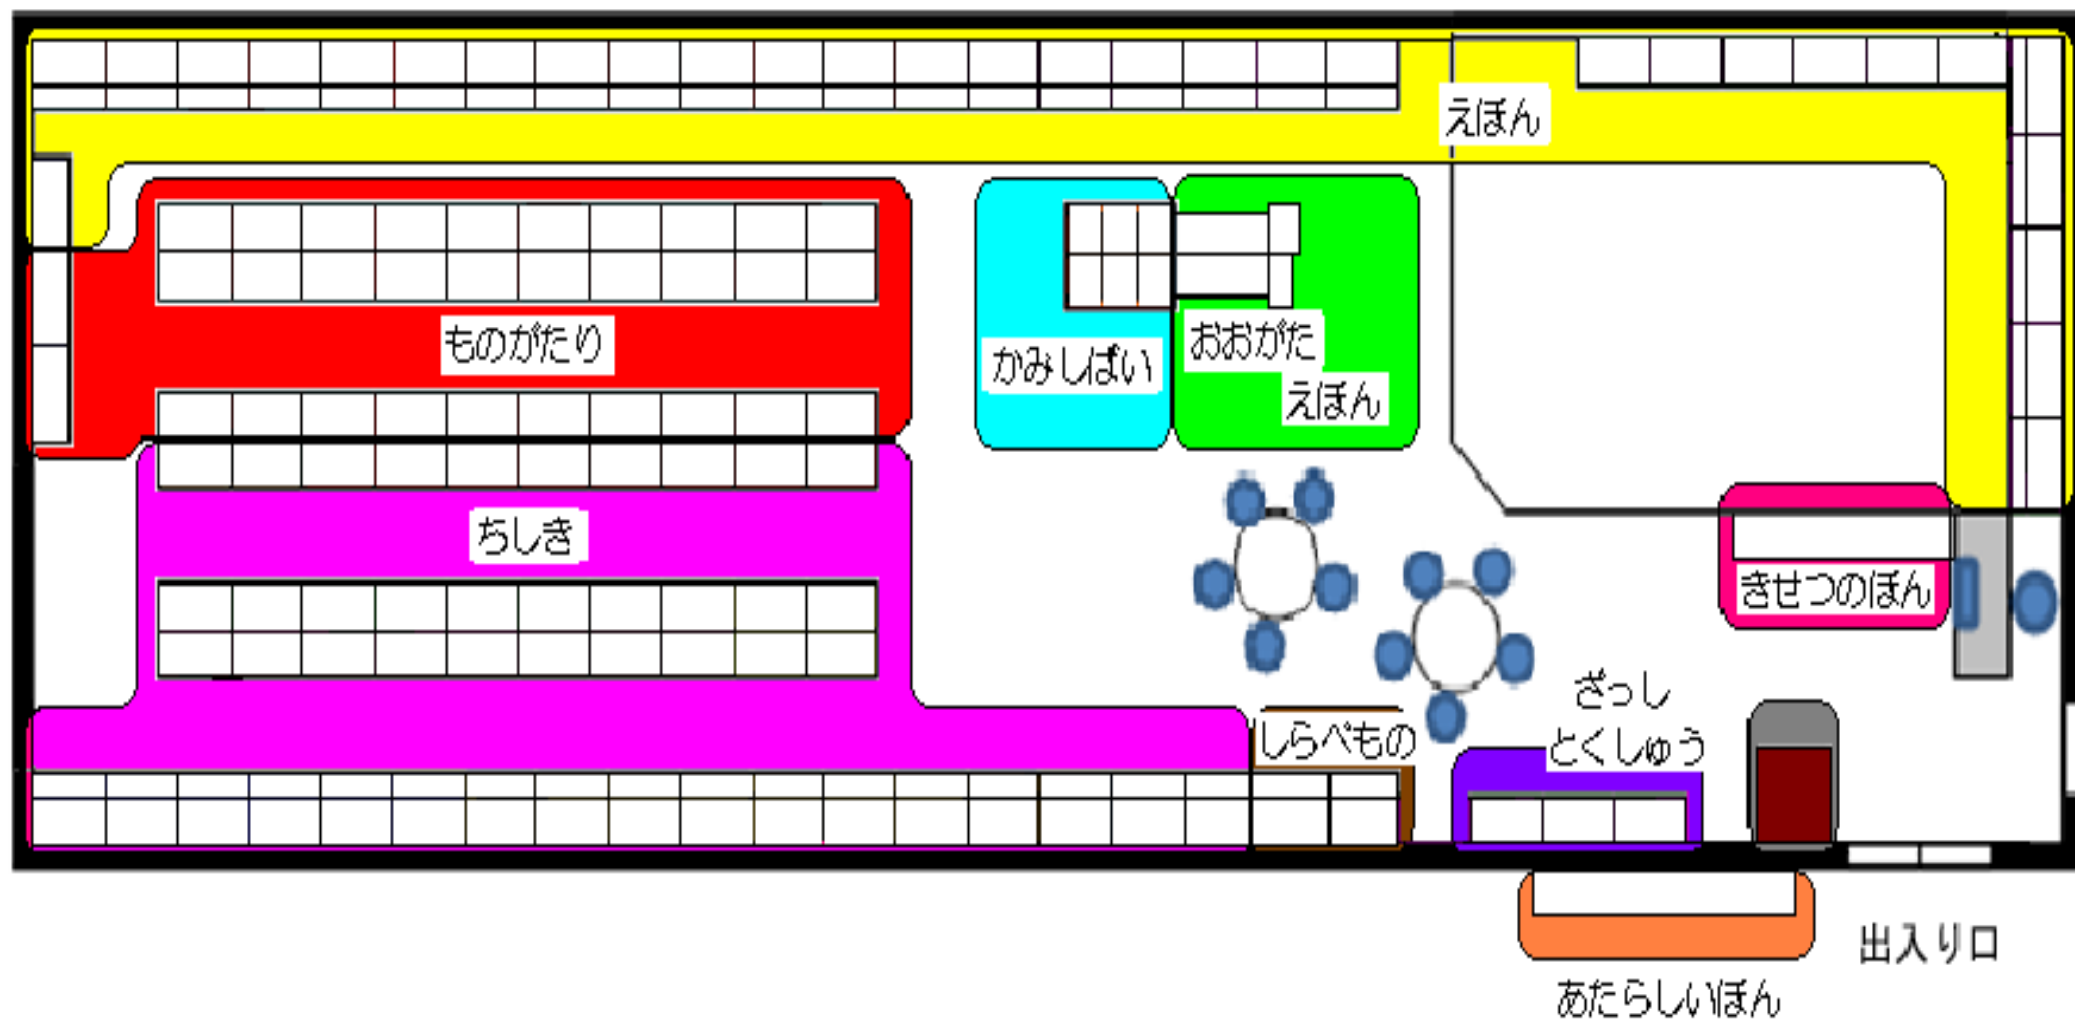 えほん
ものがたり
かみしばい
おおがた
えほん
ちしき
きせつのほん
しらべもの
ざっし
とくしゅう
出入り口
あたらしいほん